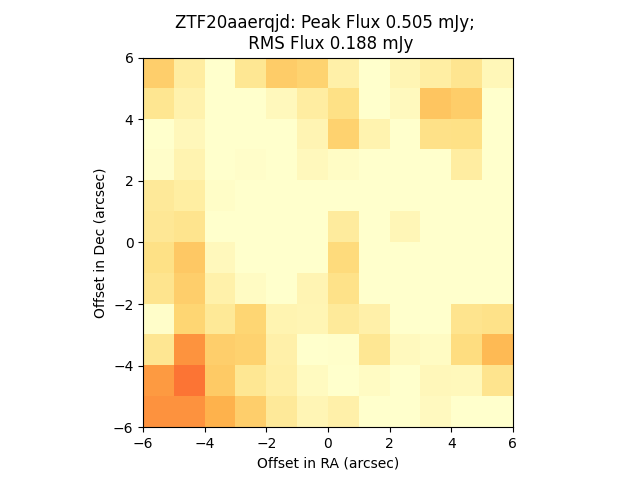 ZTF20aaerqjd: Peak Flux 0.505 mJy;
RMS Flux 0.188 mJy
6
4
2
0
−2
−4
−6
Offset in Dec (arcsec)
−6 −4 −2 0 2 4 6
Offset in RA (arcsec)